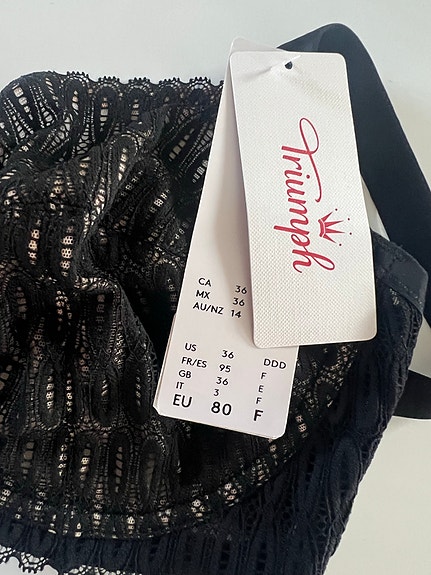 Triumph
CA 36
MX 36
AU/NZ 14
US 36 DDD
FR/ES 95 F
GB 36 E
IT 3 F
EU 80 F